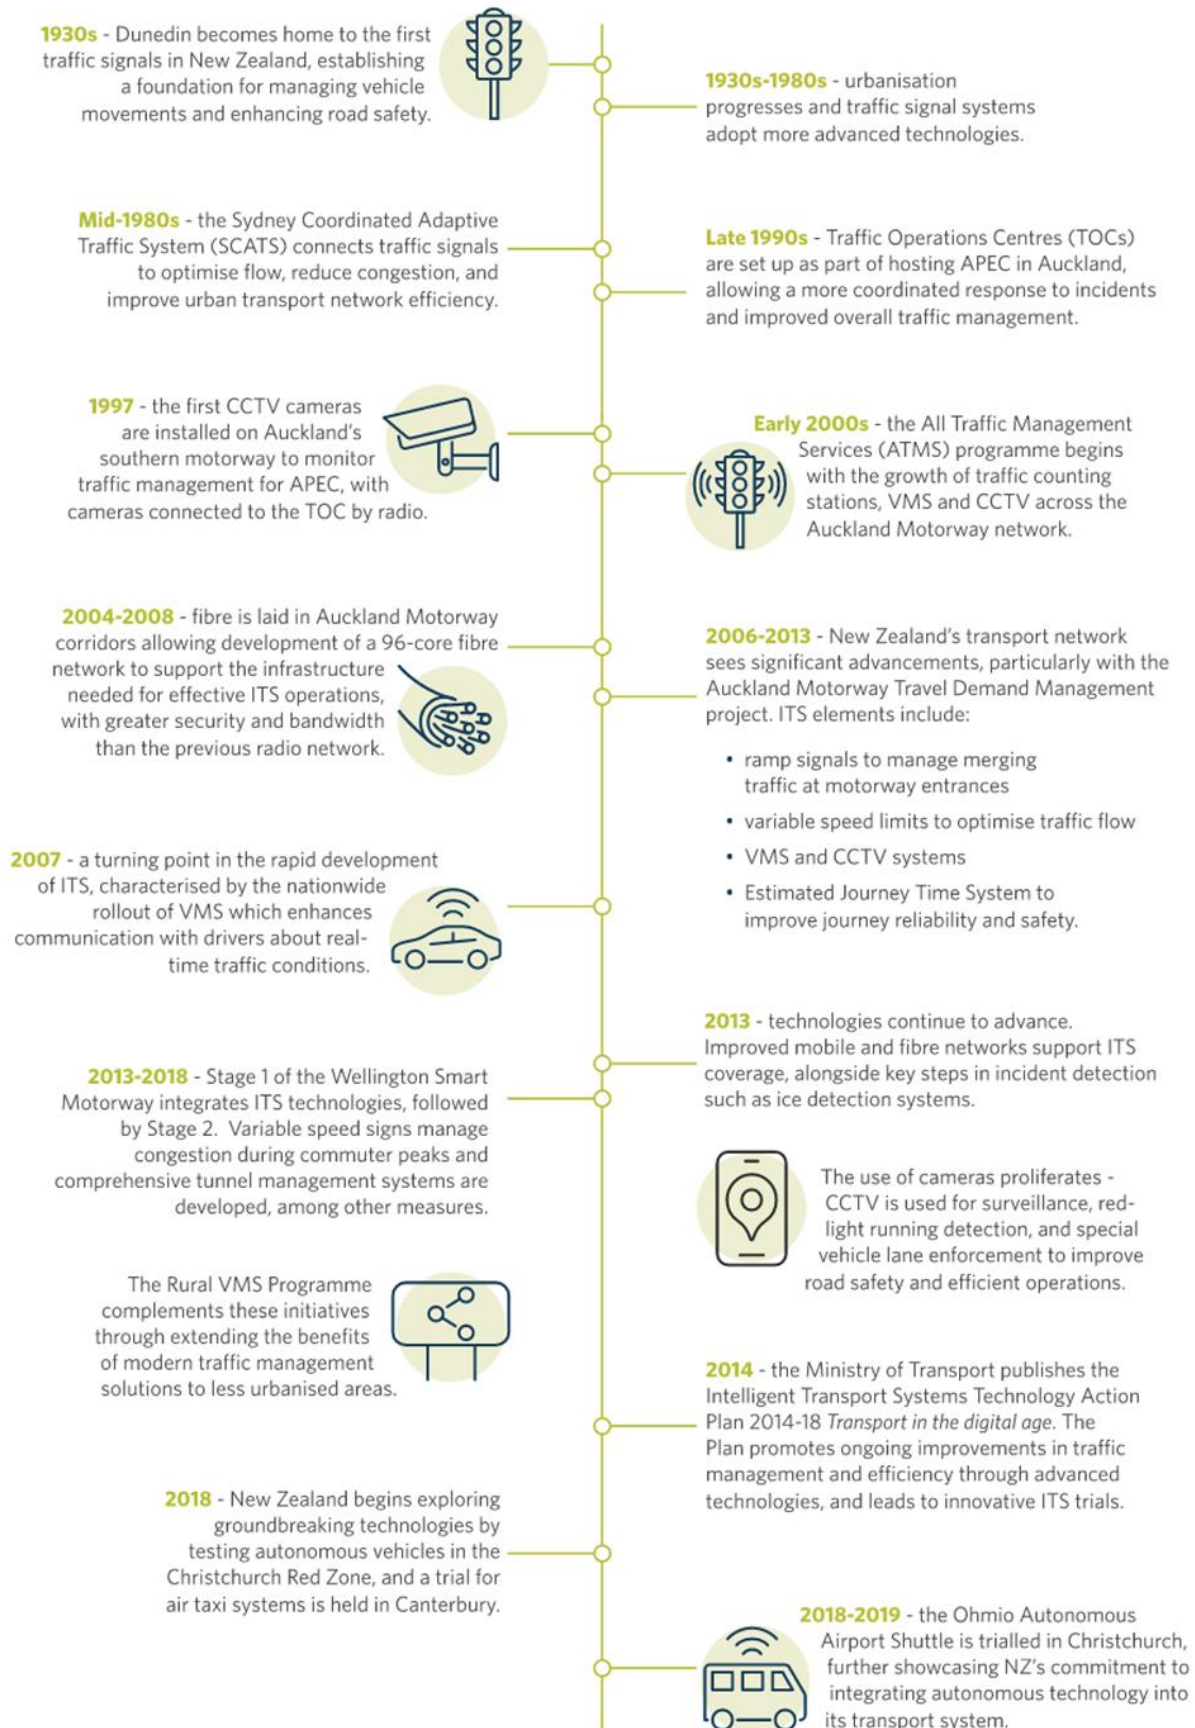 1930s - Dunedin becomes home to the first
traffic signals in New Zealand, establishing
a foundation for managing vehicle
movements and enhancing road safety.
1930s-1980s - urbanisation
progresses and traffic signal systems
adopt more advanced technologies.
Mid-1980s - the Sydney Coordinated Adaptive
Traffic System (SCATS) connects traffic signals
to optimise flow, reduce congestion, and
improve urban transport network efficiency.
Late 1990s - Traffic Operations Centres (TOCs)
are set up as part of hosting APEC in Auckland,
allowing a more coordinated response to incidents
and improved overall traffic management.
1997 - the first CCTV cameras
are installed on Auckland's
southern motorway to monitor
traffic management for APEC, with
cameras connected to the TOC by radio.
Early 2000s - the All Traffic Management
Services (ATMS) programme begins
with the growth of traffic counting
stations, VMS and CCTV across the
Auckland Motorway network.
2004-2008 - fibre is laid in Auckland Motorway
corridors allowing development of a 96-core fibre
network to support the infrastructure
needed for effective ITS operations,
with greater security and bandwidth
than the previous radio network.
2006-2013 - New Zealand's transport network
sees significant advancements, particularly with the
Auckland Motorway Travel Demand Management
project. ITS elements include:
• ramp signals to manage merging
traffic at motorway entrances
• variable speed limits to optimise traffic flow
• VMS and CCTV systems
• Estimated Journey Time System to
improve journey reliability and safety.
2007 - a turning point in the rapid development
of ITS, characterised by the nationwide
rollout of VMS which enhances
communication with drivers about real-
time traffic conditions.
2013 - technologies continue to advance.
Improved mobile and fibre networks support ITS
coverage, alongside key steps in incident detection
such as ice detection systems.
The use of cameras proliferates -
CCTV is used for surveillance, red-
light running detection, and special
vehicle lane enforcement to improve
road safety and efficient operations.
2013-2018 - Stage 1 of the Wellington Smart
Motorway integrates ITS technologies, followed
by Stage 2. Variable speed signs manage
congestion during commuter peaks and
comprehensive tunnel management systems are
developed, among other measures.
The Rural VMS Programme
complements these initiatives
through extending the benefits
of modern traffic management
solutions to less urbanised areas.
2014 - the Ministry of Transport publishes the
Intelligent Transport Systems Technology Action
Plan 2014-18 Transport in the digital age. The
Plan promotes ongoing improvements in traffic
management and efficiency through advanced
technologies, and leads to innovative ITS trials.
2018 - New Zealand begins exploring
groundbreaking technologies by
testing autonomous vehicles in the
Christchurch Red Zone, and a trial for
air taxi systems is held in Canterbury.
2018-2019 - the Ohmio Autonomous
Airport Shuttle is trialled in Christchurch,
further showcasing NZ's commitment to
integrating autonomous technology into
its transport system.